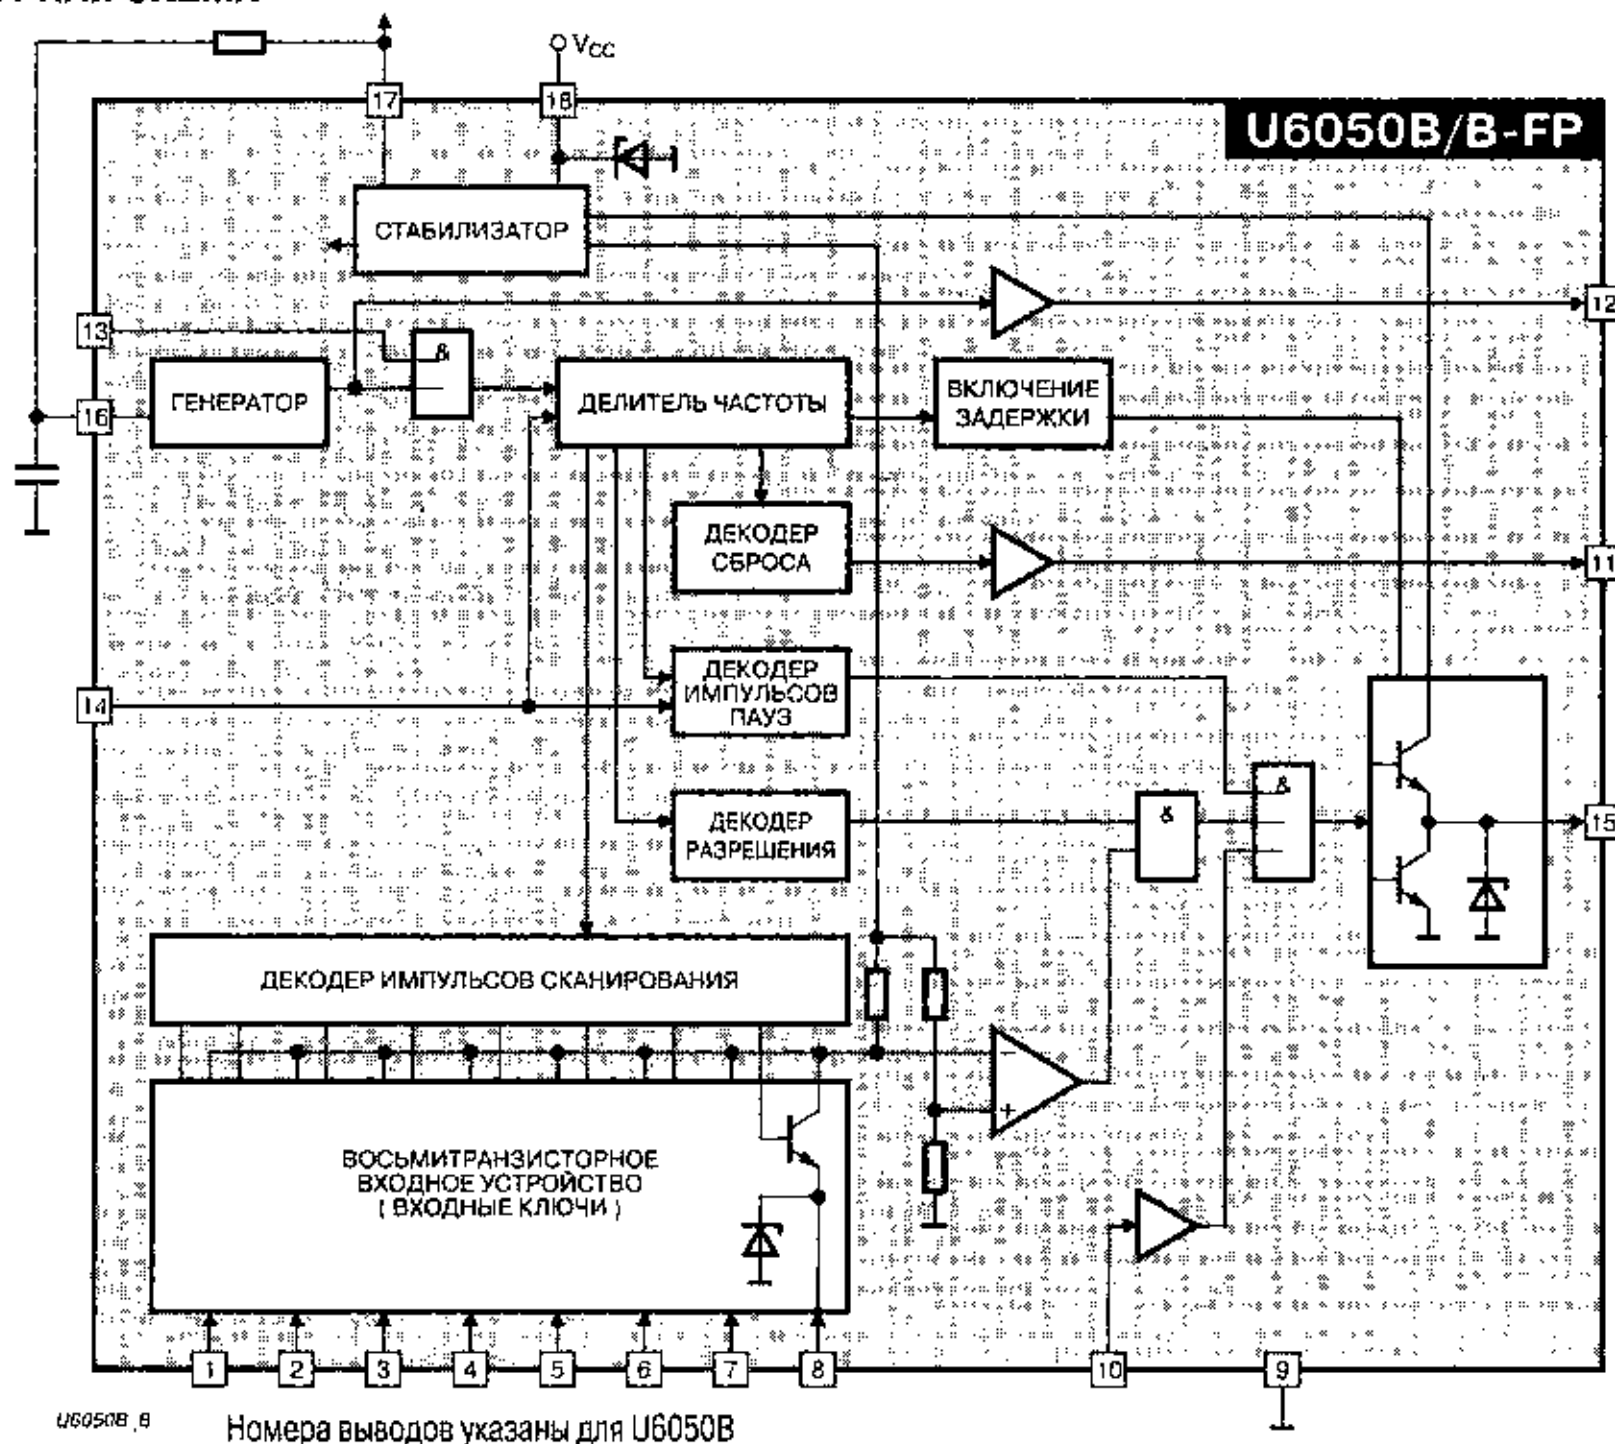 V_CC
17
18
U6050B/B-FP
СТАБИЛИЗАТОР
12
13
&
16
ГЕНЕРАТОР
ДЕЛИТЕЛЬ ЧАСТОТЫ
ВКЛЮЧЕНИЕ
ЗАДЕРЖКИ
ДЕКОДЕР
СБРОСА
11
ДЕКОДЕР
ИМПУЛЬСОВ
ПАУЗ
14
&
&
ДЕКОДЕР
РАЗРЕШЕНИЯ
15
ДЕКОДЕР ИМПУЛЬСОВ СКАНИРОВАНИЯ
−
+
ВОСЬМИТРАНЗИСТОРНОЕ
ВХОДНОЕ УСТРОЙСТВО
( ВХОДНЫЕ КЛЮЧИ )
1 2 3 4 5 6 7 8 10 9
U6050B_B
Номера выводов указаны для U6050B